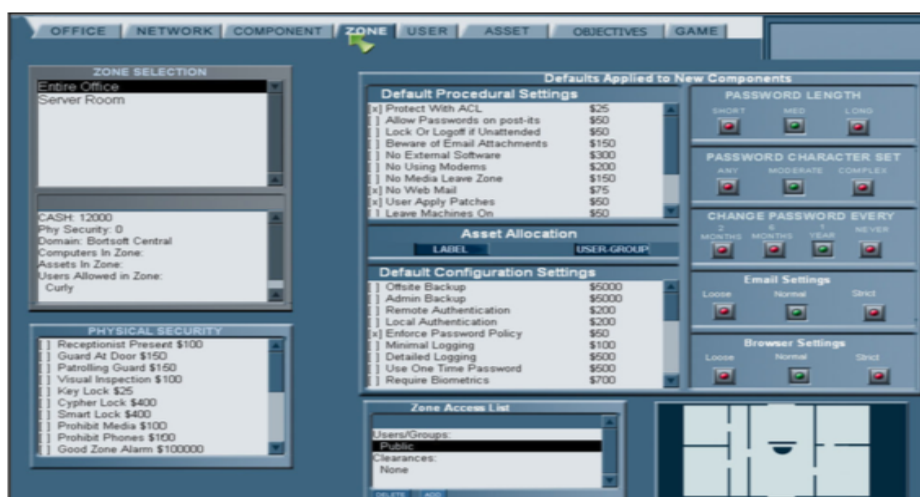 OFFICE NETWORK COMPONENT ZONE USER ASSET OBJECTIVES GAME
ZONE SELECTION
Entire Office
Server Room
CASH: 12000
Phy Security: 0
Domain: Bortsoft Central
Computers In Zone:
Assets In Zone:
Users Allowed in Zone:
Curly
PHYSICAL SECURITY
[ ] Receptionist Present $100
[ ] Guard At Door $150
[ ] Patrolling Guard $150
[ ] Visual Inspection $100
[ ] Key Lock $25
[ ] Cypher Lock $400
[ ] Smart Lock $400
[ ] Prohibit Media $100
[ ] Prohibit Phones $100
[ ] Good Zone Alarm $100000
Defaults Applied to New Components
Default Procedural Settings
[x] Protect With ACL $25
[ ] Allow Passwords on post-its $50
[ ] Lock Or Logoff if Unattended $50
[ ] Beware of Email Attachments $150
[ ] No External Software $300
[ ] No Using Modems $200
[ ] No Media Leave Zone $150
[x] No Web Mail $75
[x] User Apply Patches $50
[ ] Leave Machines On $50
Asset Allocation
LABEL USER-GROUP
Default Configuration Settings
[ ] Offsite Backup $5000
[ ] Admin Backup $5000
[ ] Remote Authentication $200
[ ] Local Authentication $200
[x] Enforce Password Policy $50
[ ] Minimal Logging $100
[ ] Detailed Logging $500
[ ] Use One Time Password $500
[ ] Require Biometrics $700
Zone Access List
Users/Groups:
Public
Clearances:
None
DELETE ADD
PASSWORD LENGTH
SHORT MED LONG
PASSWORD CHARACTER SET
ANY MODERATE COMPLEX
CHANGE PASSWORD EVERY
2 MONTHS 6 MONTHS 1 YEAR NEVER
Email Settings
Loose Normal Strict
Browser Settings
Loose Normal Strict